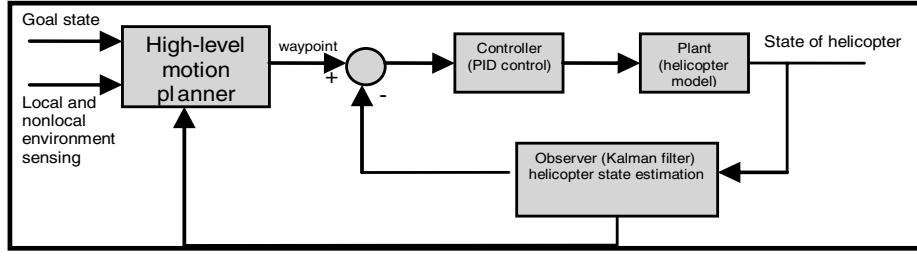 Goal state
Local and
nonlocal
environment
sensing
High-level
motion
planner
waypoint
+
-
Controller
(PID control)
Plant
(helicopter
model)
State of helicopter
Observer (Kalman filter)
helicopter state estimation